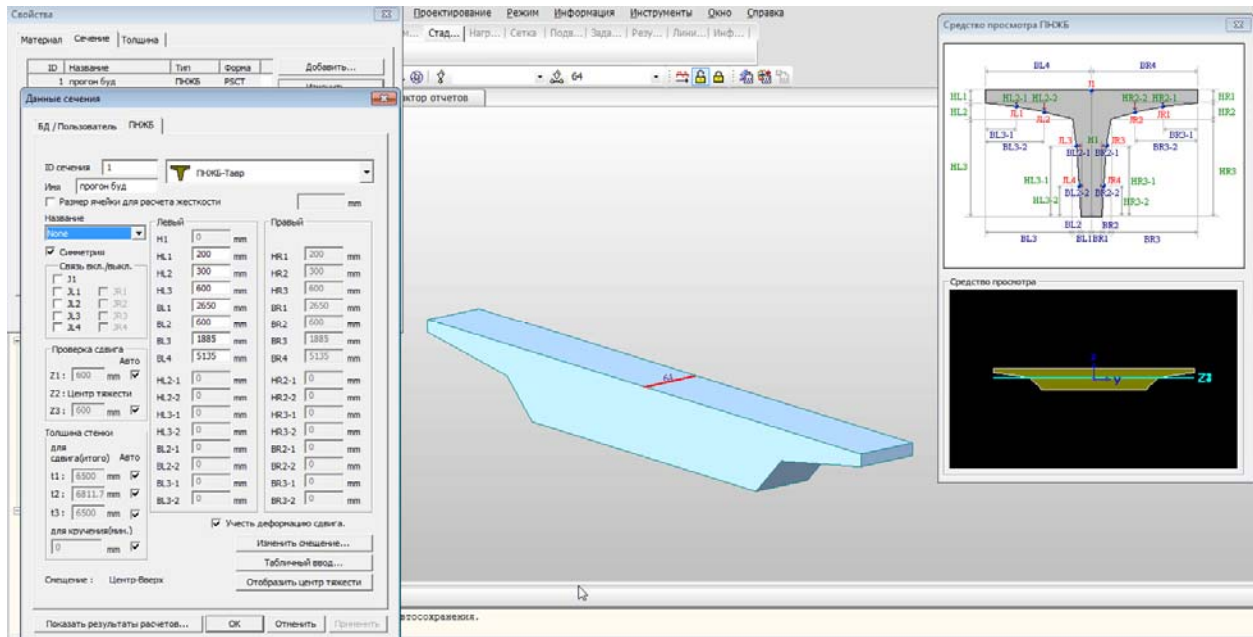 Свойства
Проектирование Режим Информация Инструменты Окно Справка
Средство просмотра ПНЖБ
Материал Сечение Толщина
Стад... Нагр... Сетка Подв... Зада... Резу... Лини... Инф...
ID Название Тип Форма
Добавить...
1 прогон буд ПНЖБ PSCT
64
Данные сечения
БД / Пользователь ПНЖБ
ID сечения 1
ПНЖБ-Тавр
Имя прогон буд
Размер ячейки для расчета жесткости mm
Название
None
Симметрия
Связь вкл./выкл.
J1
JL1 JR1
JL2 JR2
JL3 JR3
JL4 JR4
Проверка сдвига
Авто
Z1: 600 mm
Z2: Центр тяжести
Z3: 600 mm
Толщина стенки
для
сдвига(итого) Авто
t1: 6500 mm
t2: 6811.7 mm
t3: 6500 mm
для кручения(мин.)
0 mm
Смещение: Центр-Вверх
Левый
H1 0 mm
HL1 200 mm
HL2 300 mm
HL3 600 mm
BL1 2650 mm
BL2 600 mm
BL3 1885 mm
BL4 5135 mm
HL2-1 0 mm
HL2-2 0 mm
HL3-1 0 mm
HL3-2 0 mm
BL2-1 0 mm
BL2-2 0 mm
BL3-1 0 mm
BL3-2 0 mm
Правый
HR1 200 mm
HR2 300 mm
HR3 600 mm
BR1 2650 mm
BR2 600 mm
BR3 1885 mm
BR4 5135 mm
HR2-1 0 mm
HR2-2 0 mm
HR3-1 0 mm
HR3-2 0 mm
BR2-1 0 mm
BR2-2 0 mm
BR3-1 0 mm
BR3-2 0 mm
Учесть деформацию сдвига.
Изменить смещение...
Табличный ввод...
Отобразить центр тяжести
Показать результаты расчетов...
OK
Отменить
Применить
BL4 BR4
J1
HL1 HL2-1 HL2-2 HR2-2 HR2-1 HR1
HL2 JL1 JL2 JR2 JR1 HR2
BL3-1 BR3-1
BL3-2 BR3-2
JL3 H1 JR3
BL2-1 BR2-1
HL3 HR3
HL3-1 JL4 JR4 HR3-1
BL2-2 BR2-2
HL3-2 HR3-2
BL2 BR2
BL3 BL1 BR1 BR3
Средство просмотра
z
y